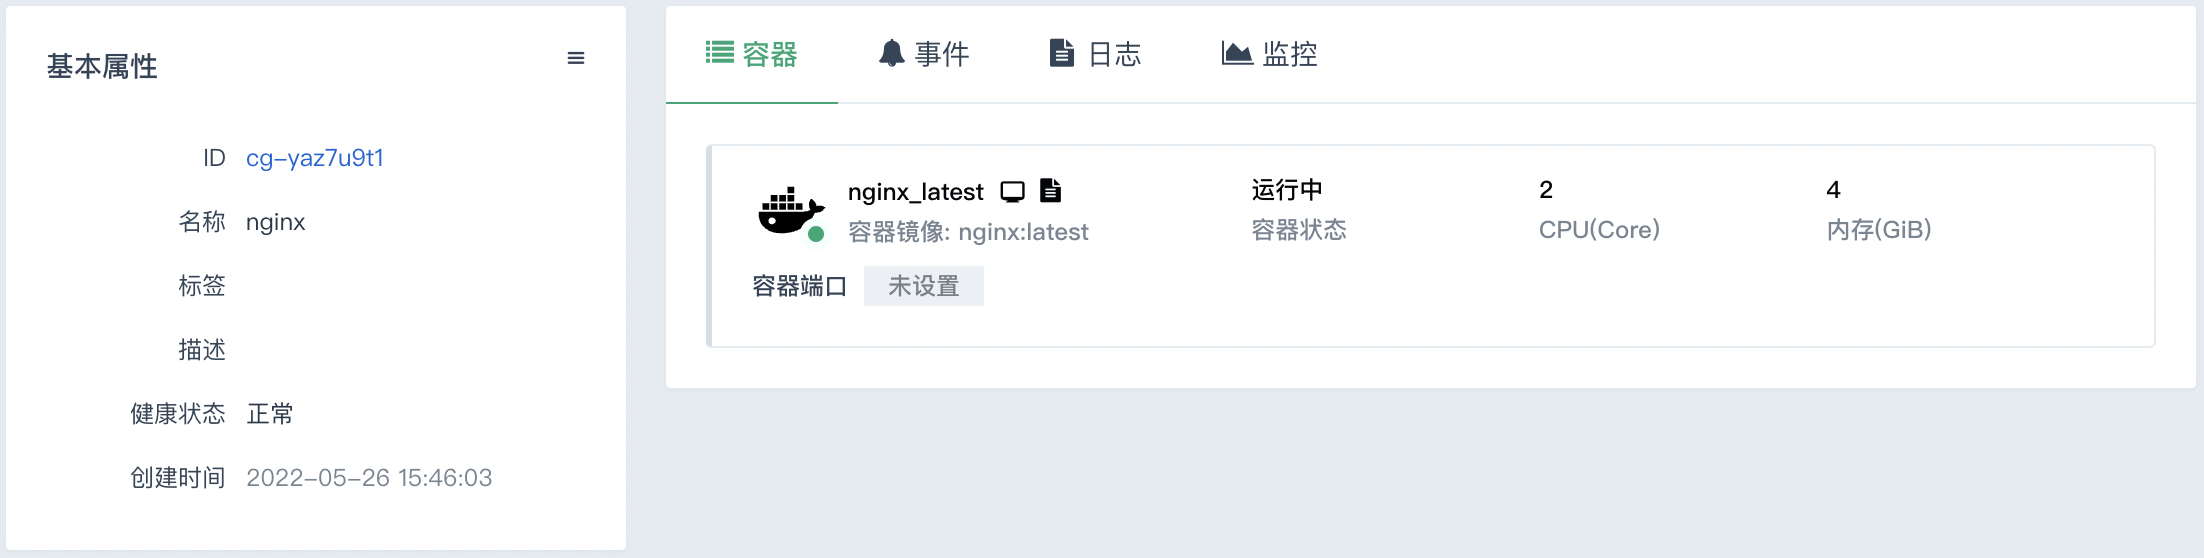 基本属性
ID cg-yaz7u9t1
名称 nginx
标签
描述
健康状态 正常
创建时间 2022-05-26 15:46:03
容器 事件 日志 监控
nginx_latest
容器镜像: nginx:latest
运行中
容器状态
2
CPU(Core)
4
内存(GiB)
容器端口 未设置